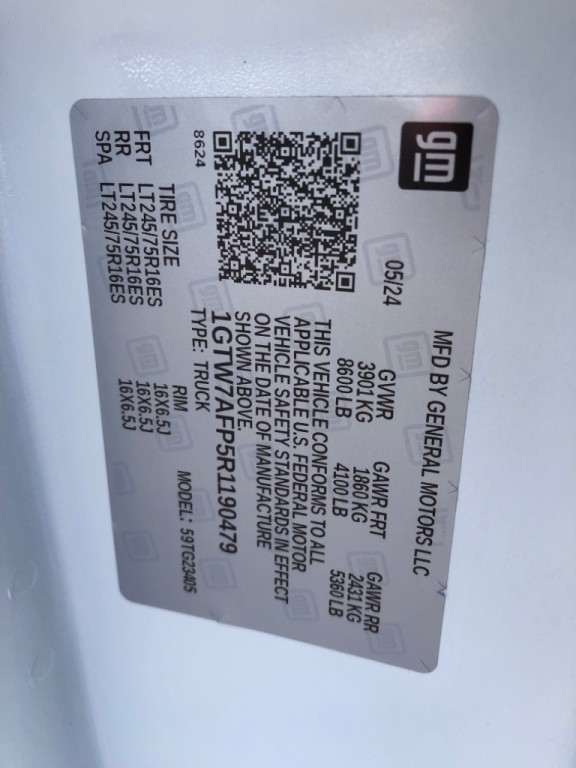 gm
MFD BY GENERAL MOTORS LLC
05/24
GVWR GAWR FRT GAWR RR
3901 KG 1860 KG 2431 KG
8600 LB 4100 LB 5360 LB
THIS VEHICLE CONFORMS TO ALL
APPLICABLE U.S. FEDERAL MOTOR
VEHICLE SAFETY STANDARDS IN EFFECT
ON THE DATE OF MANUFACTURE
SHOWN ABOVE.
1GTW7AFP5R1190479
8624
TYPE: TRUCK
MODEL: 59TG23405
TIRE SIZE RIM
FRT LT245/75R16ES 16X6.5J
RR LT245/75R16ES 16X6.5J
SPA LT245/75R16ES 16X6.5J